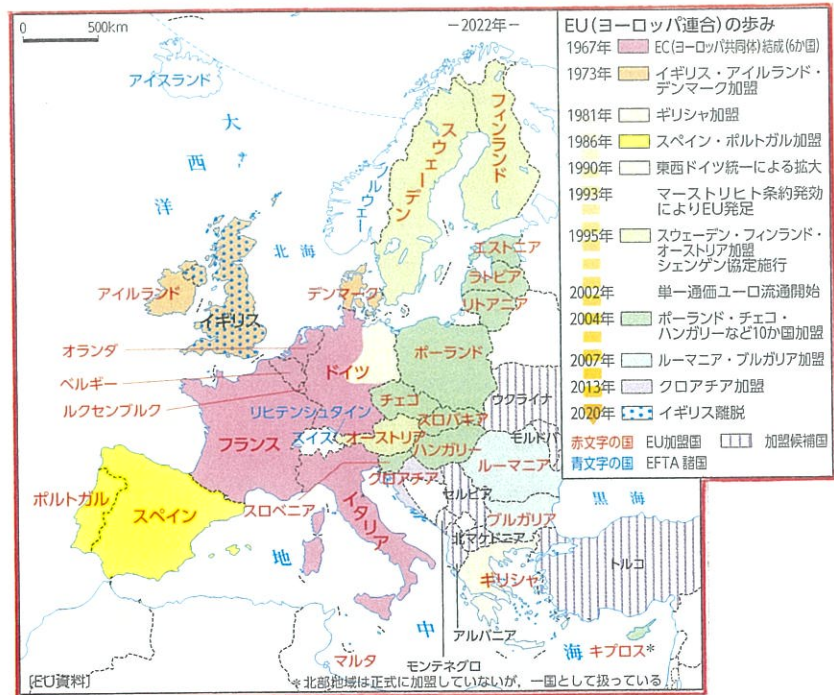 0 500km
−2022年−
アイスランド
大西洋
ノルウェー
スウェーデン
フィンランド
北海
エストニア
ラトビア
リトアニア
アイルランド
デンマーク
イギリス
オランダ
ベルギー
ルクセンブルク
ドイツ
ポーランド
チェコ
ウクライナ
リヒテンシュタイン
スロバキア
フランス
スイス
オーストリア
ハンガリー
モルドバ
ルーマニア
クロアチア
ポルトガル
スペイン
スロベニア
イタリア
セルビア
黒海
ブルガリア
北マケドニア
トルコ
ギリシャ
地中海
アルバニア
マルタ
モンテネグロ
キプロス*
[EU資料]
*北部地域は正式に加盟していないが,一国として扱っている
EU(ヨーロッパ連合)の歩み
1967年 EC(ヨーロッパ共同体)結成(6か国)
1973年 イギリス・アイルランド・
デンマーク加盟
1981年 ギリシャ加盟
1986年 スペイン・ポルトガル加盟
1990年 東西ドイツ統一による拡大
1993年 マーストリヒト条約発効
によりEU発足
1995年 スウェーデン・フィンランド・
オーストリア加盟
シェンゲン協定施行
2002年 単一通価ユーロ流通開始
2004年 ポーランド・チェコ・
ハンガリーなど10か国加盟
2007年 ルーマニア・ブルガリア加盟
2013年 クロアチア加盟
2020年 イギリス離脱
赤文字の国 EU加盟国 加盟候補国
青文字の国 EFTA 諸国